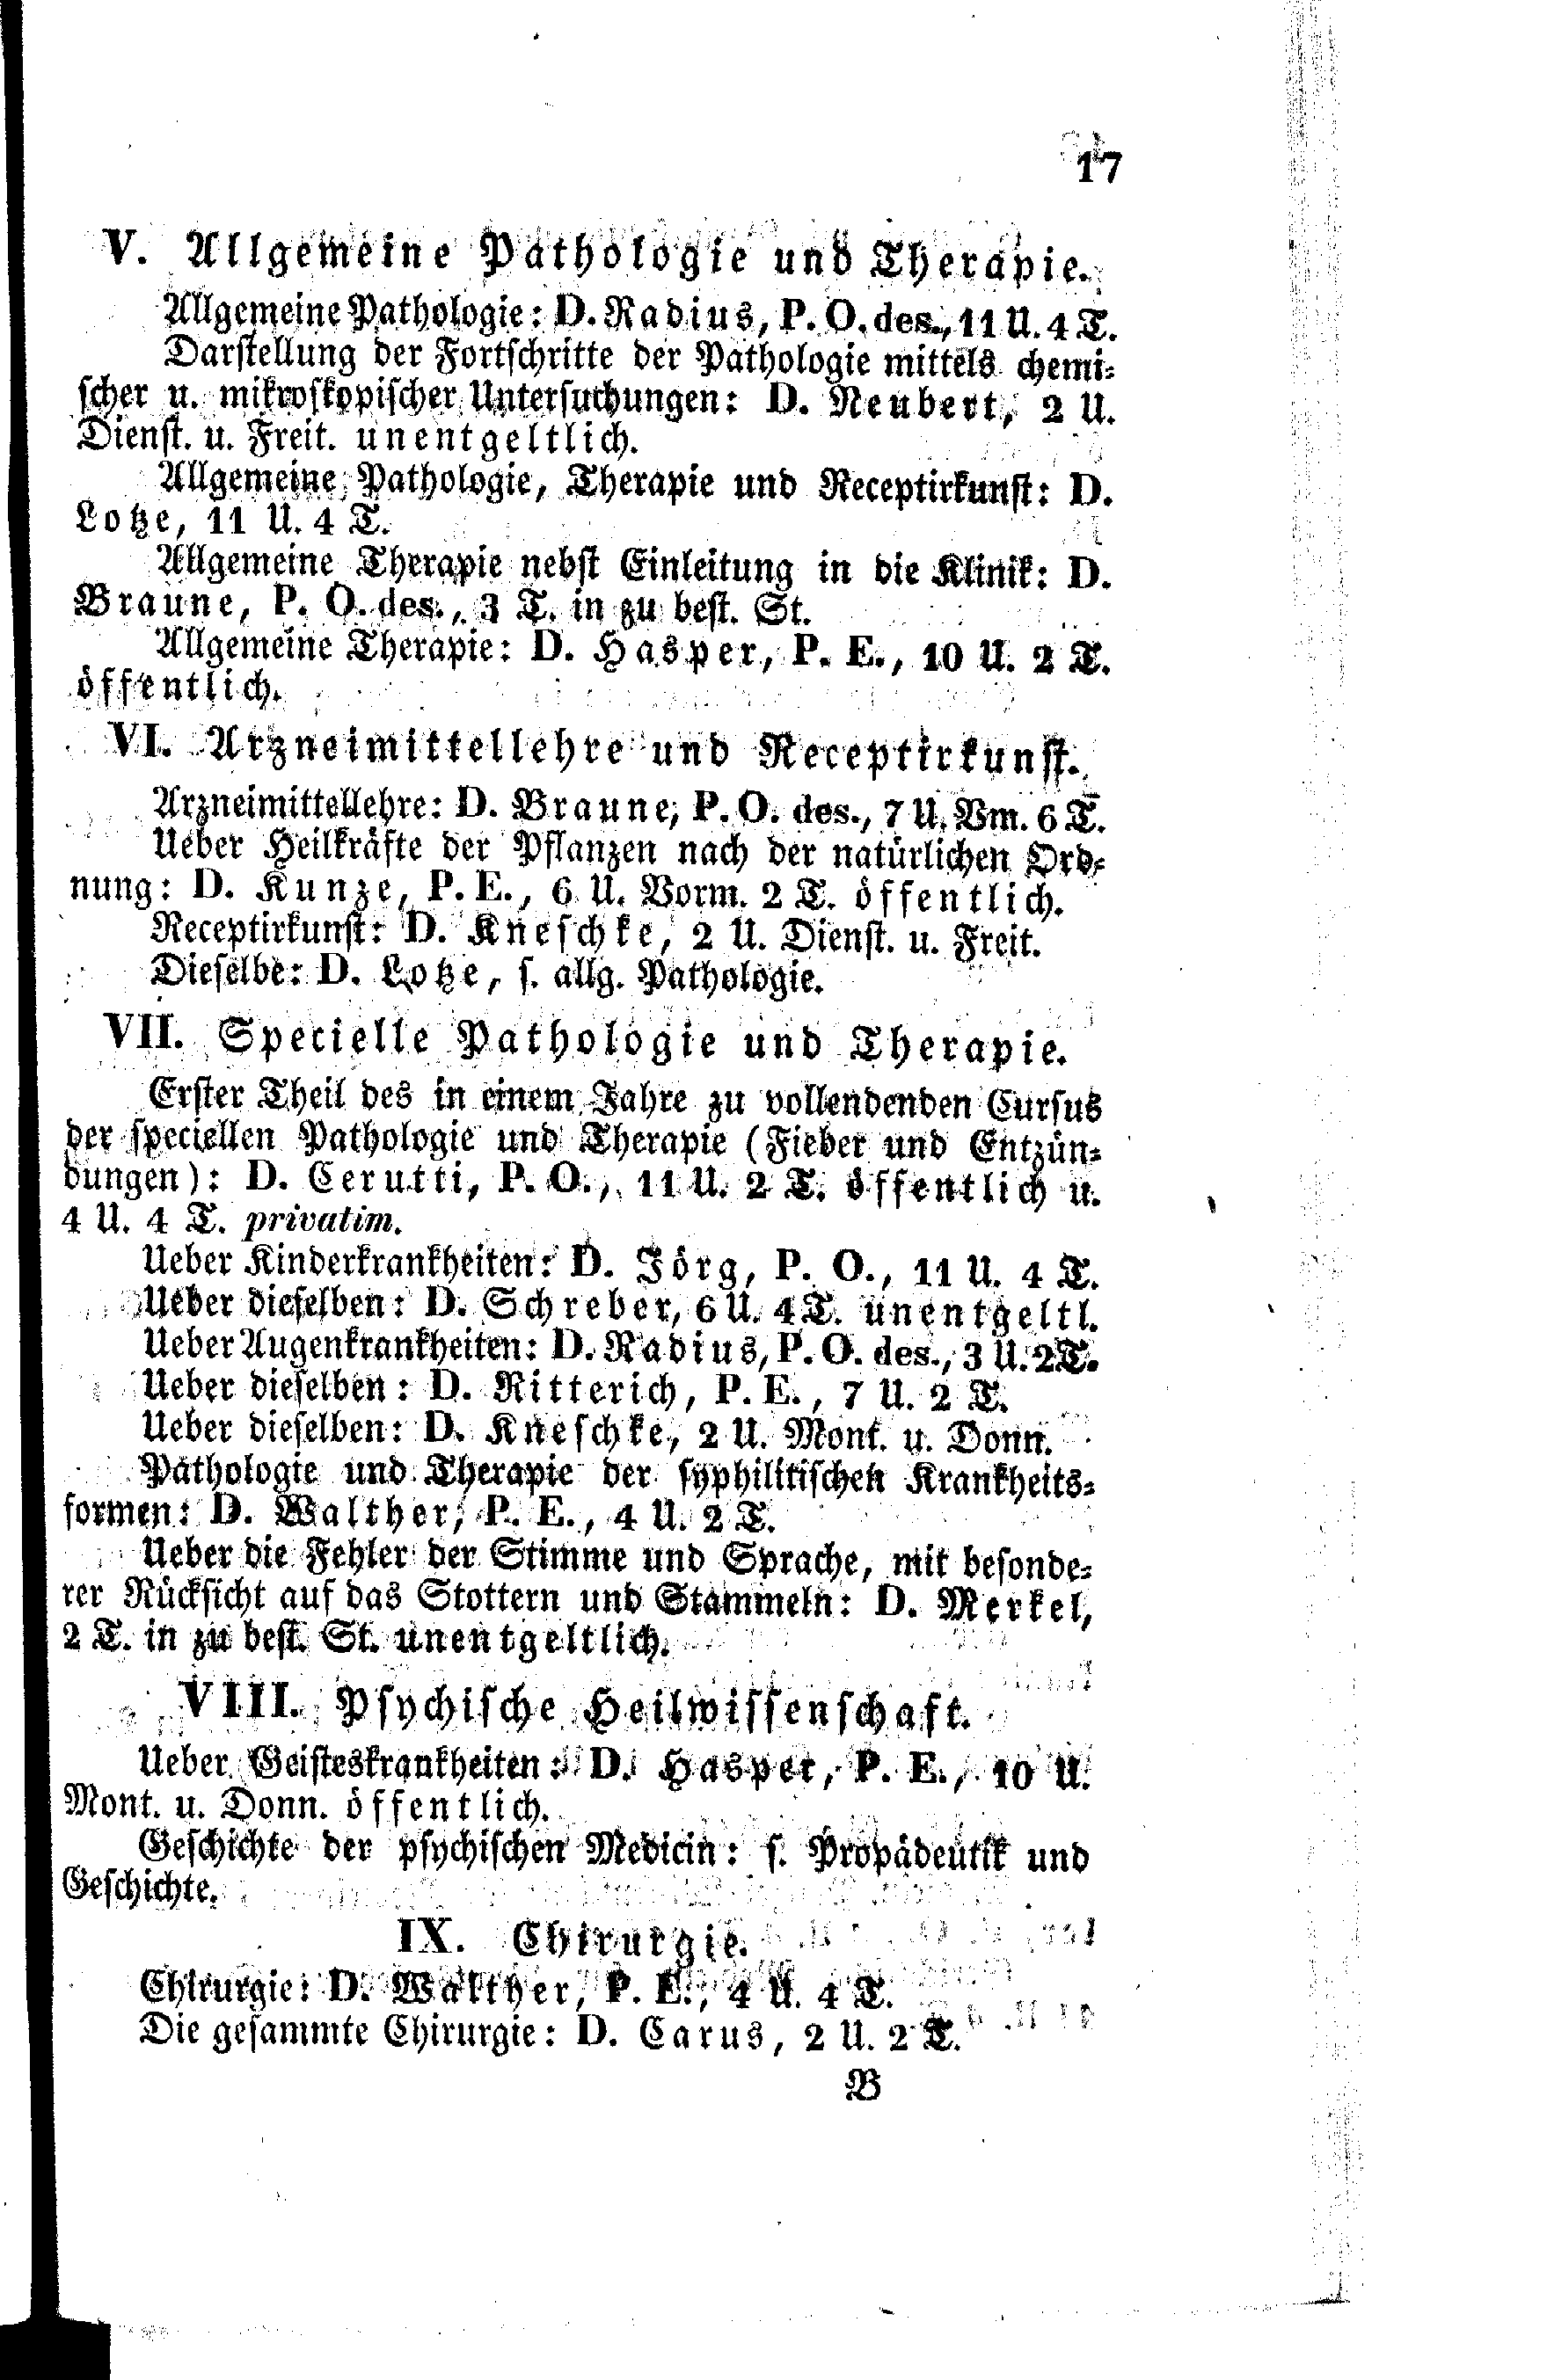 17
V. Allgemeine Pathologie und Therapie.
Allgemeine Pathologie: D. Radius, P. O. des., 11 U. 4 T.
Darstellung der Fortschritte der Pathologie mittels chemi-
scher u. mikroskopischer Untersuchungen: D. Neubert, 2 U.
Dienst. u. Freit. unentgeltlich.
Allgemeine Pathologie, Therapie und Receptirkunst: D.
Lotze, 11 U. 4 T.
Allgemeine Therapie nebst Einleitung in die Klinik: D.
Braune, P. O. des., 3 T. in zu best. St.
Allgemeine Therapie: D. Hasper, P. E., 10 U. 2 T.
öffentlich.
VI. Arzneimittellehre und Receptirkunst.
Arzneimittellehre: D. Braune, P. O. des., 7 U. Vm. 6 T.
Ueber Heilkräfte der Pflanzen nach der natürlichen Ord-
nung: D. Kunze, P. E., 6 U. Vorm. 2 T. öffentlich.
Receptirkunst: D. Kneschke, 2 U. Dienst. u. Freit.
Dieselbe: D. Lotze, s. allg. Pathologie.
VII. Specielle Pathologie und Therapie.
Erster Theil des in einem Jahre zu vollendenden Cursus
der speciellen Pathologie und Therapie (Fieber und Entzün-
dungen): D. Cerutti, P. O., 11 U. 2 T. öffentlich u.
4 U. 4 T. privatim.
Ueber Kinderkrankheiten: D. Jörg, P. O., 11 U. 4 T.
Ueber dieselben: D. Schreber, 6 U. 4 T. unentgeltl.
Ueber Augenkrankheiten: D. Radius, P. O. des., 3 U. 2 T.
Ueber dieselben: D. Ritterich, P. E., 7 U. 2 T.
Ueber dieselben: D. Kneschke, 2 U. Mont. u. Donn.
Pathologie und Therapie der syphilitischen Krankheits-
formen: D. Walther, P. E., 4 U. 2 T.
Ueber die Fehler der Stimme und Sprache, mit besonde-
rer Rücksicht auf das Stottern und Stammeln: D. Merkel,
2 T. in zu best. St. unentgeltlich.
VIII. Psychische Heilwissenschaft.
Ueber Geisteskrankheiten: D. Hasper, P. E., 10 U.
Mont. u. Donn. öffentlich.
Geschichte der psychischen Medicin: s. Propädeutik und
Geschichte.
IX. Chirurgie.
Chirurgie: D. Walther, P. E., 4 U. 4 T.
Die gesammte Chirurgie: D. Carus, 2 U. 2 T.
B